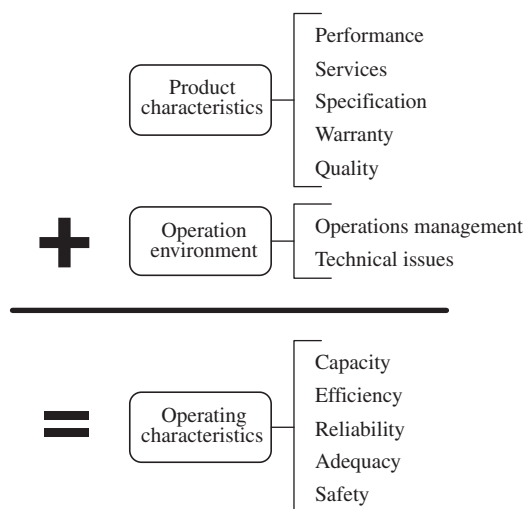 Product
characteristics
Performance
Services
Specification
Warranty
Quality
+
Operation
environment
Operations management
Technical issues
=
Operating
characteristics
Capacity
Efficiency
Reliability
Adequacy
Safety